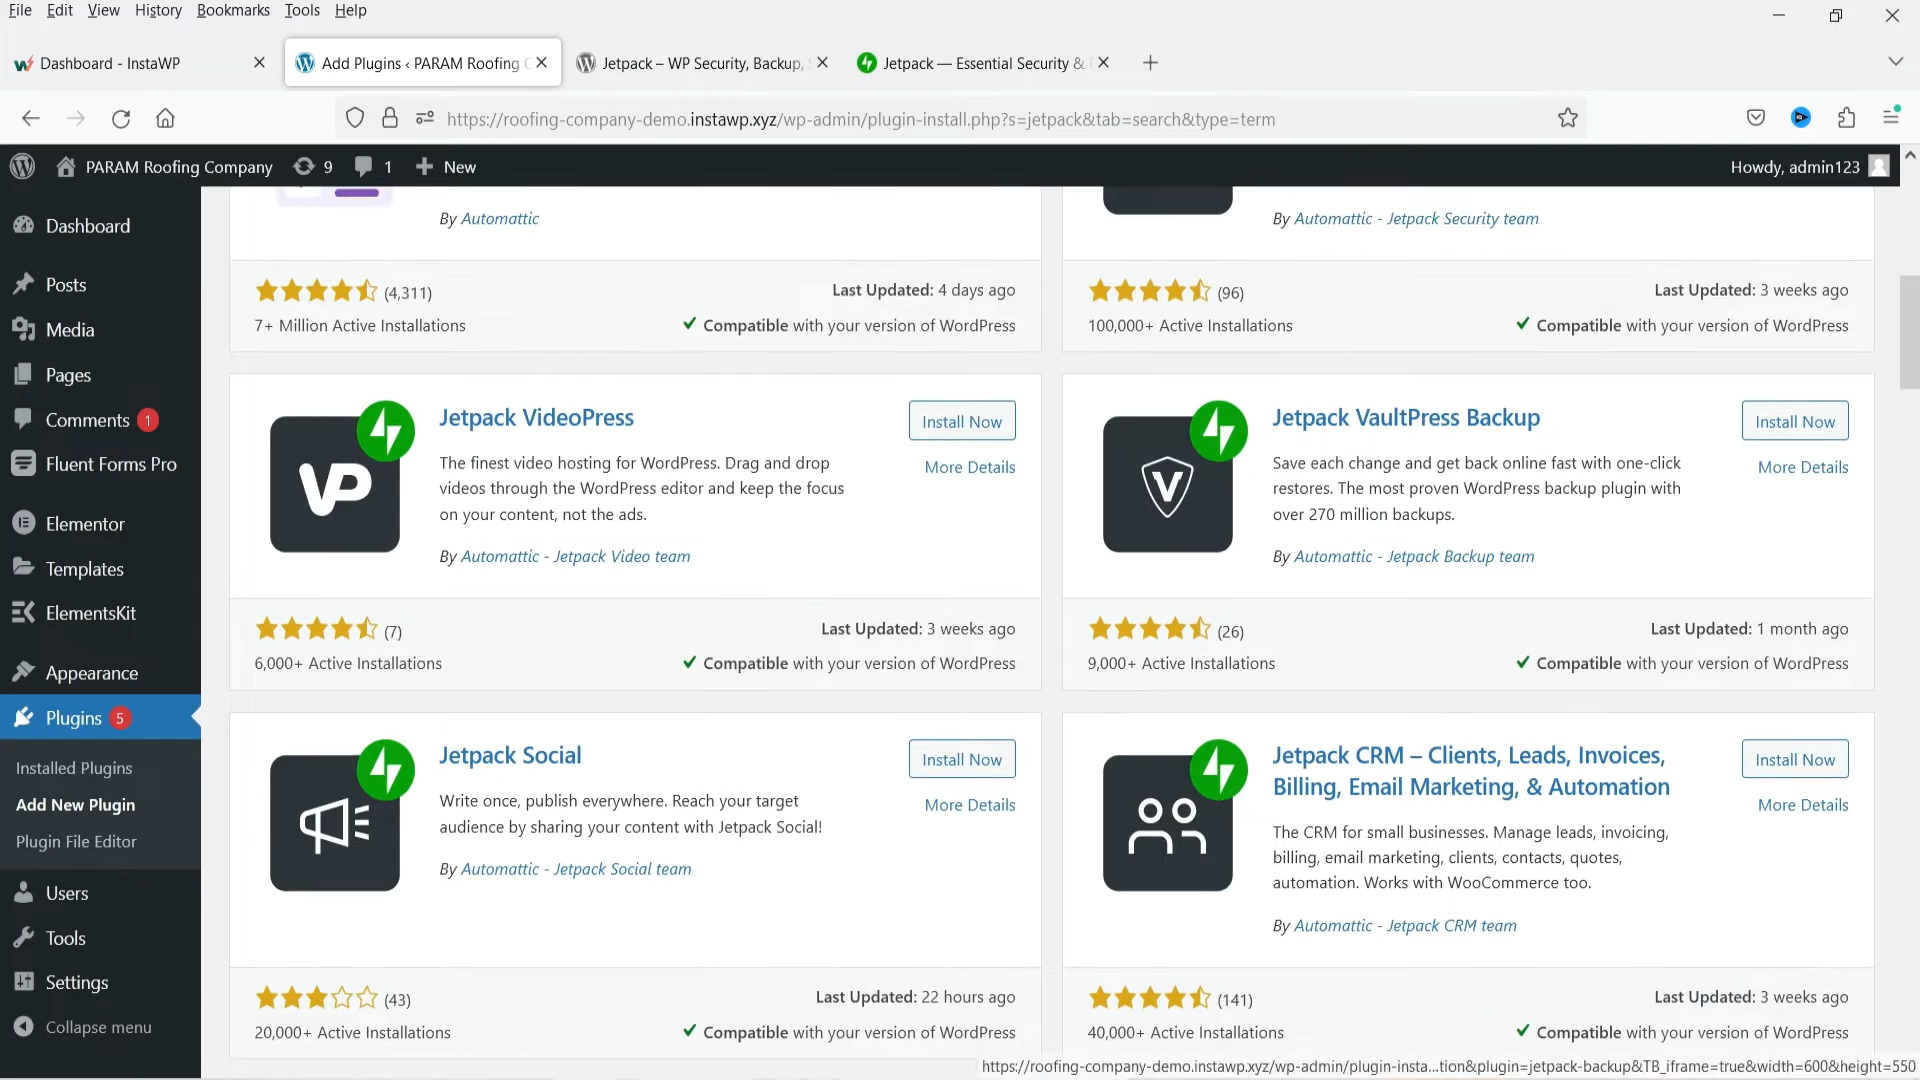 File Edit View History Bookmarks Tools Help
Dashboard - InstaWP
Add Plugins ‹ PARAM Roofing
Jetpack – WP Security, Backup,
Jetpack — Essential Security &
https://roofing-company-demo.instawp.xyz/wp-admin/plugin-install.php?s=jetpack&tab=search&type=term
PARAM Roofing Company 9 1 New
Howdy, admin123
Dashboard
Posts
Media
Pages
Comments 1
Fluent Forms Pro
Elementor
Templates
ElementsKit
Appearance
Plugins 5
Installed Plugins
Add New Plugin
Plugin File Editor
Users
Tools
Settings
Collapse menu
By Automattic
(4,311)
Last Updated: 4 days ago
7+ Million Active Installations
Compatible with your version of WordPress
By Automattic - Jetpack Security team
(96)
Last Updated: 3 weeks ago
100,000+ Active Installations
Compatible with your version of WordPress
VP
Jetpack VideoPress
Install Now
More Details
The finest video hosting for WordPress. Drag and drop
videos through the WordPress editor and keep the focus
on your content, not the ads.
By Automattic - Jetpack Video team
(7)
Last Updated: 3 weeks ago
6,000+ Active Installations
Compatible with your version of WordPress
V
Jetpack VaultPress Backup
Install Now
More Details
Save each change and get back online fast with one-click
restores. The most proven WordPress backup plugin with
over 270 million backups.
By Automattic - Jetpack Backup team
(26)
Last Updated: 1 month ago
9,000+ Active Installations
Compatible with your version of WordPress
Jetpack Social
Install Now
More Details
Write once, publish everywhere. Reach your target
audience by sharing your content with Jetpack Social!
By Automattic - Jetpack Social team
(43)
Last Updated: 22 hours ago
20,000+ Active Installations
Compatible with your version of WordPress
Jetpack CRM – Clients, Leads, Invoices,
Billing, Email Marketing, & Automation
Install Now
More Details
The CRM for small businesses. Manage leads, invoicing,
billing, email marketing, clients, contacts, quotes,
automation. Works with WooCommerce too.
By Automattic - Jetpack CRM team
(141)
Last Updated: 3 weeks ago
40,000+ Active Installations
Compatible with your version of WordPress
https://roofing-company-demo.instawp.xyz/wp-admin/plugin-insta...tion&plugin=jetpack-backup&TB_iframe=true&width=600&height=550